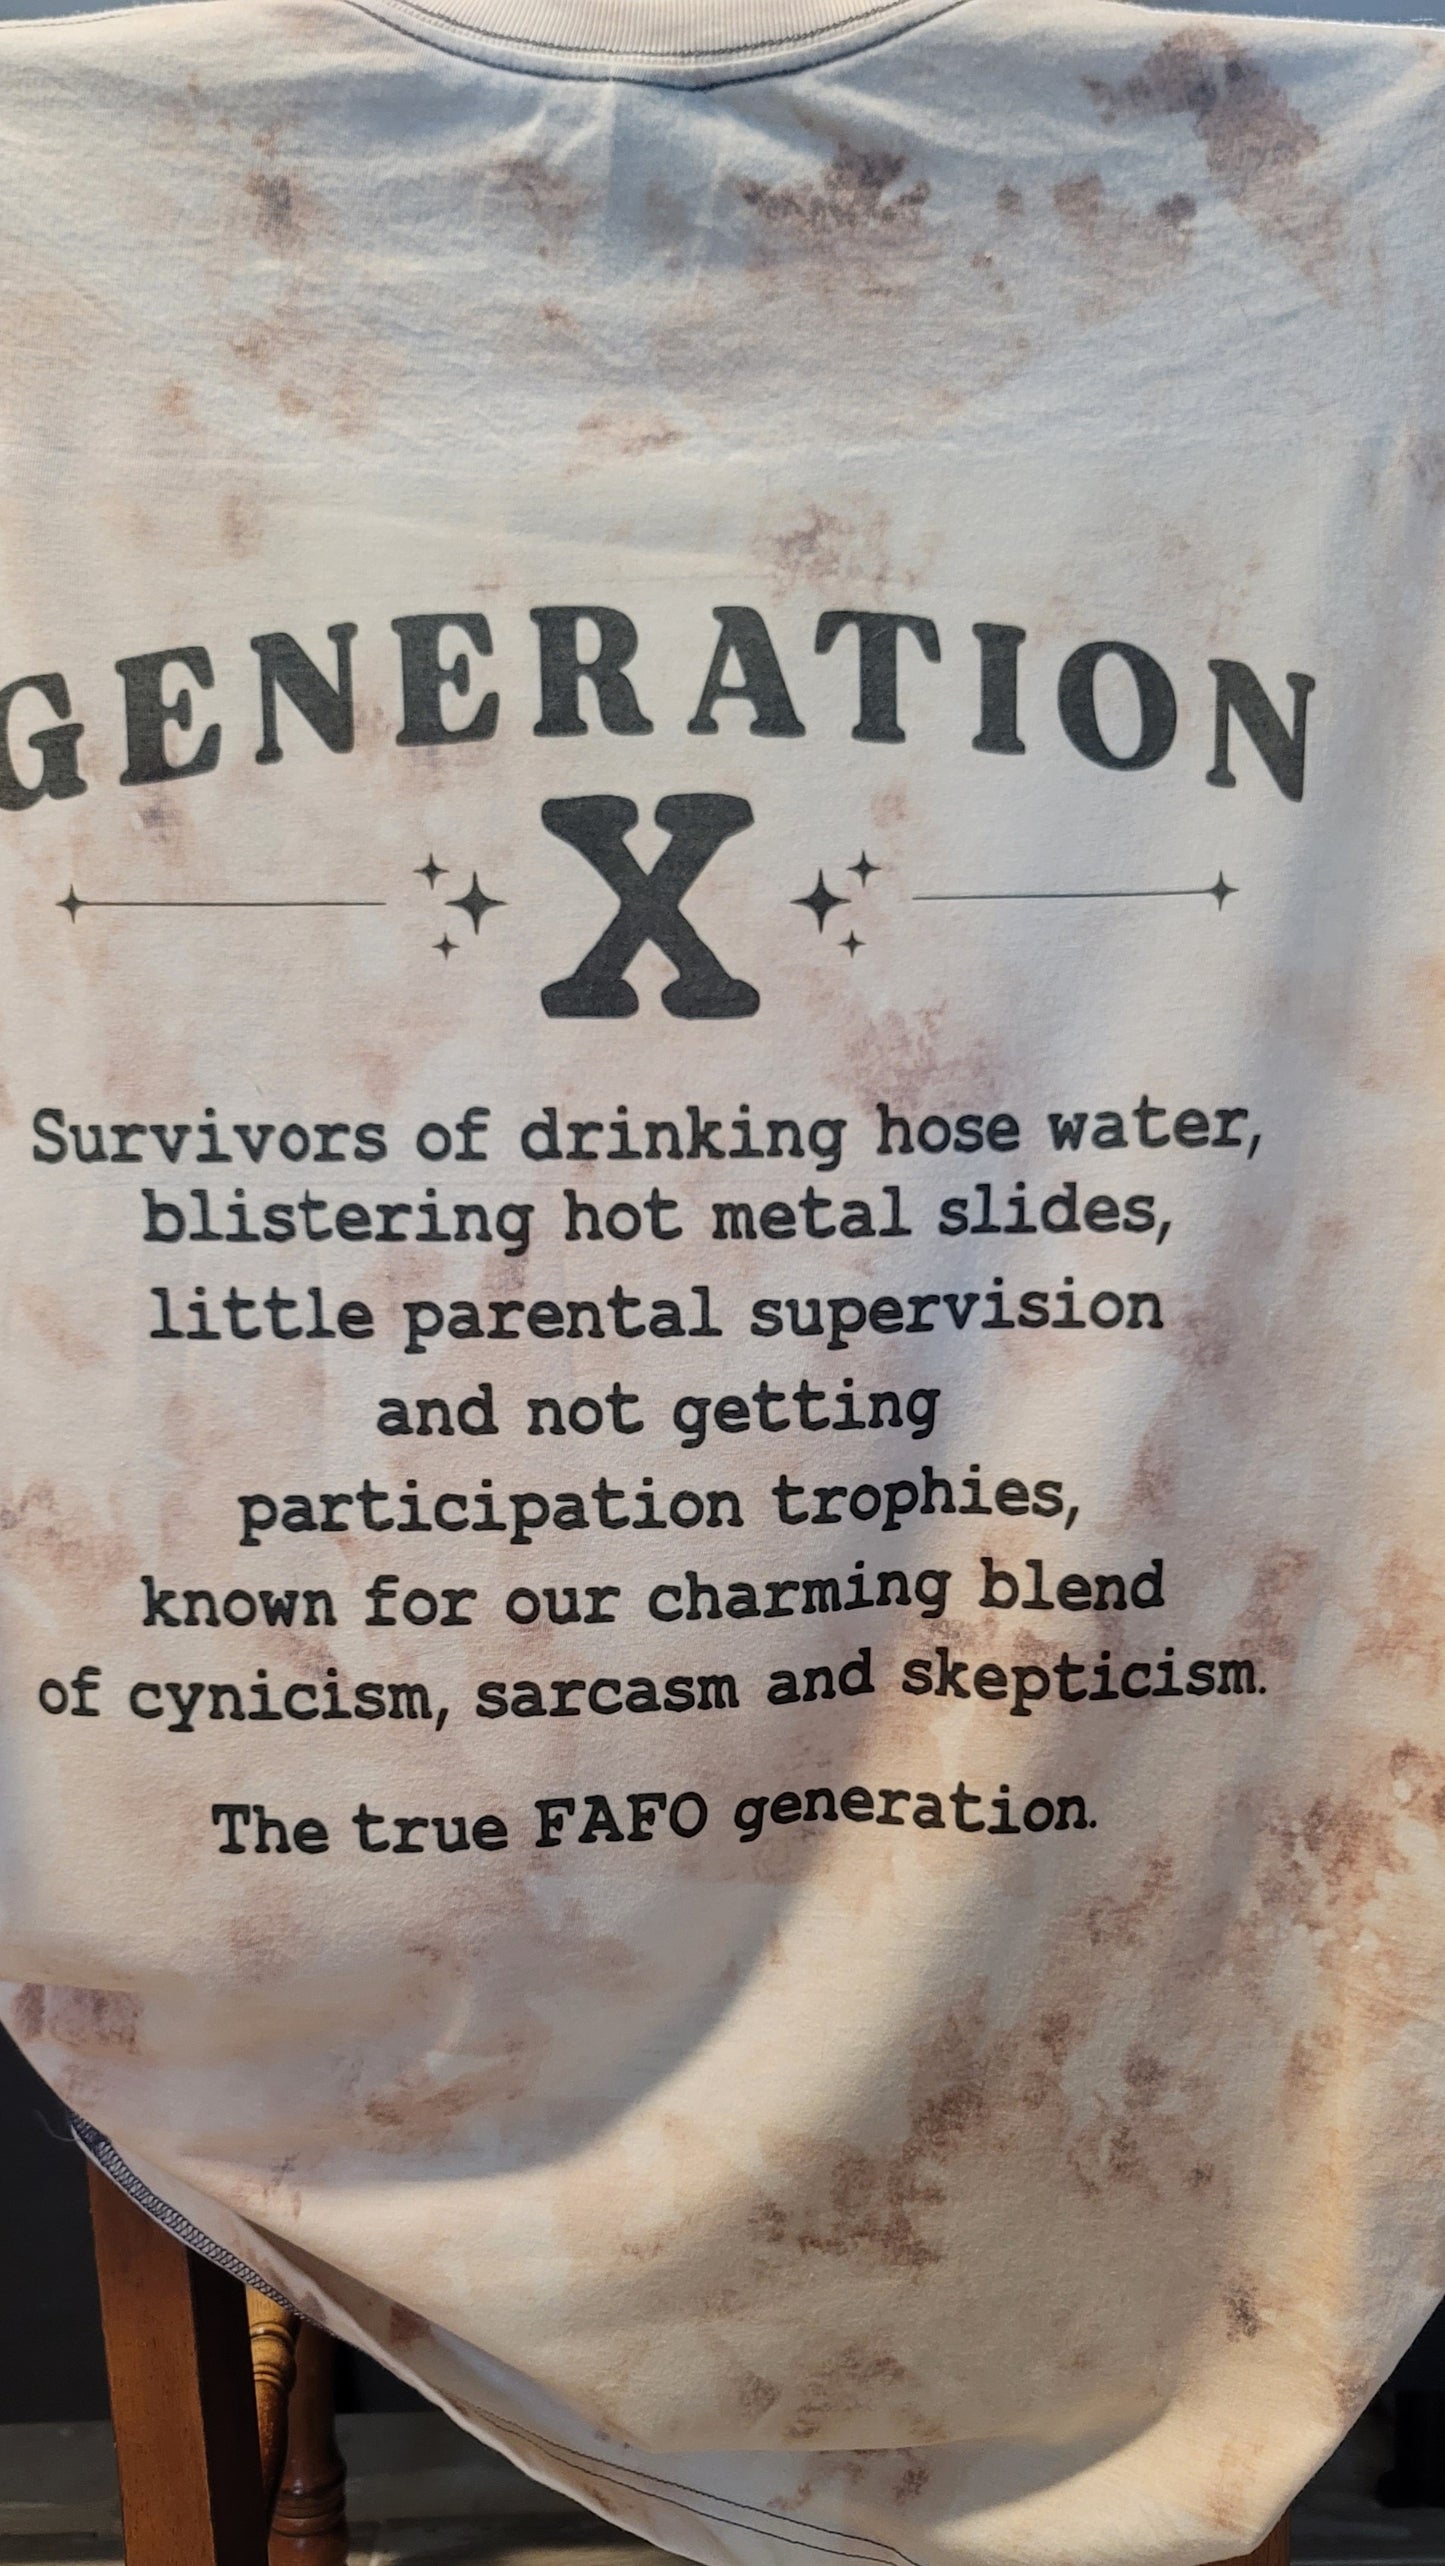 GENERATION
X
Survivors of drinking hose water,
blistering hot metal slides,
little parental supervision
and not getting
participation trophies,
known for our charming blend
of cynicism, sarcasm and skepticism.
The true FAFO generation.